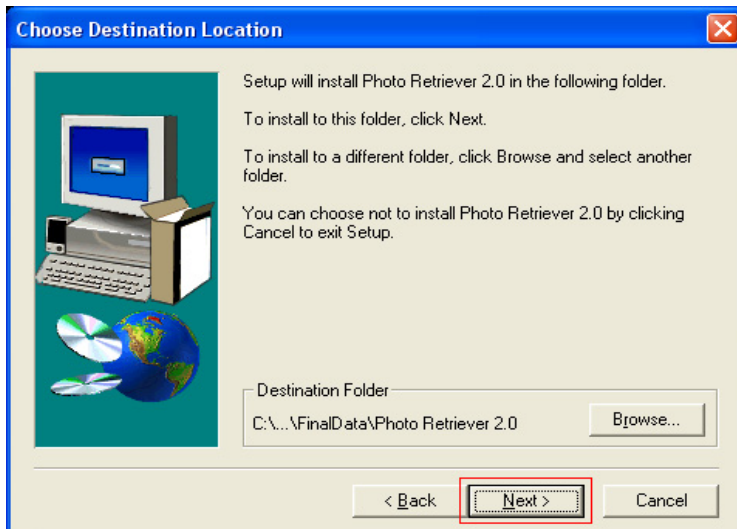 Choose Destination Location
Setup will install Photo Retriever 2.0 in the following folder.
To install to this folder, click Next.
To install to a different folder, click Browse and select another
folder.
You can choose not to install Photo Retriever 2.0 by clicking
Cancel to exit Setup.
Destination Folder
C:\...\FinalData\Photo Retriever 2.0
Browse...
< Back
Next >
Cancel